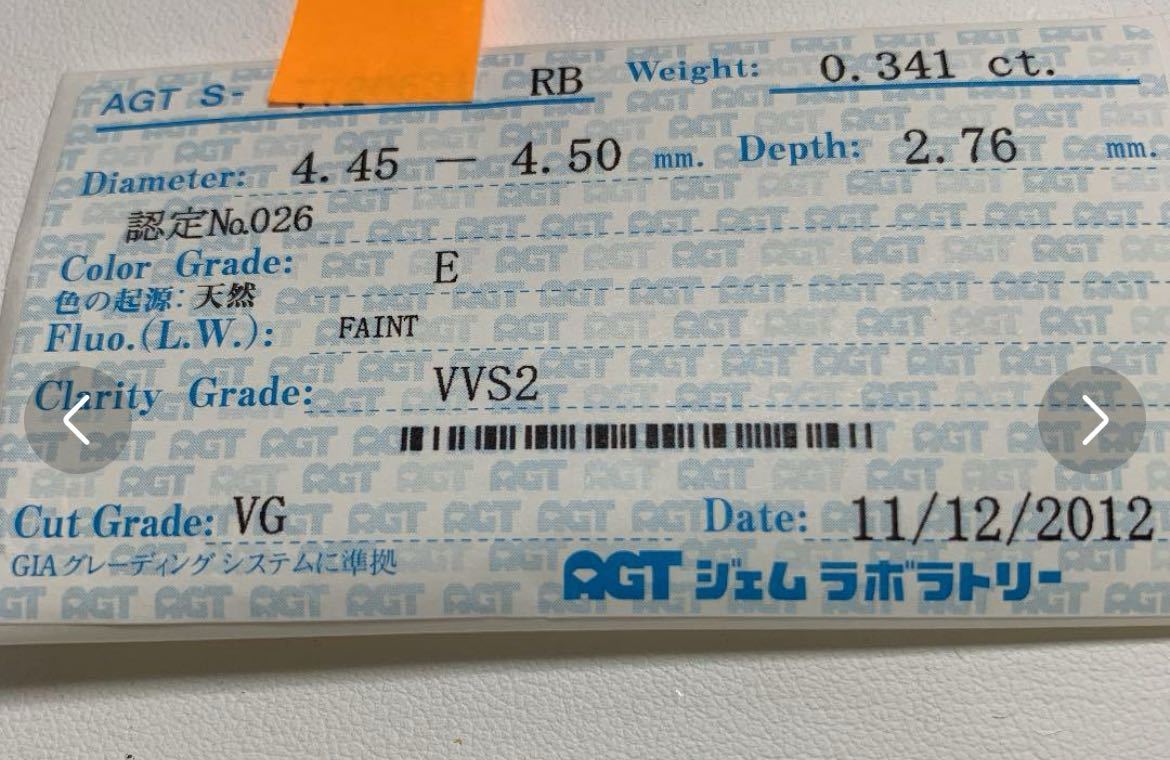 AGT S- RB Weight: 0.341 ct.
Diameter: 4.45 — 4.50 mm. Depth: 2.76 mm.
認定No.026
Color Grade: E
色の起源: 天然
Fluo.(L.W.): FAINT
Clarity Grade: VVS2
Cut Grade: VG Date: 11/12/2012
GIAグレーディングシステムに準拠
AGT ジェムラボラトリー